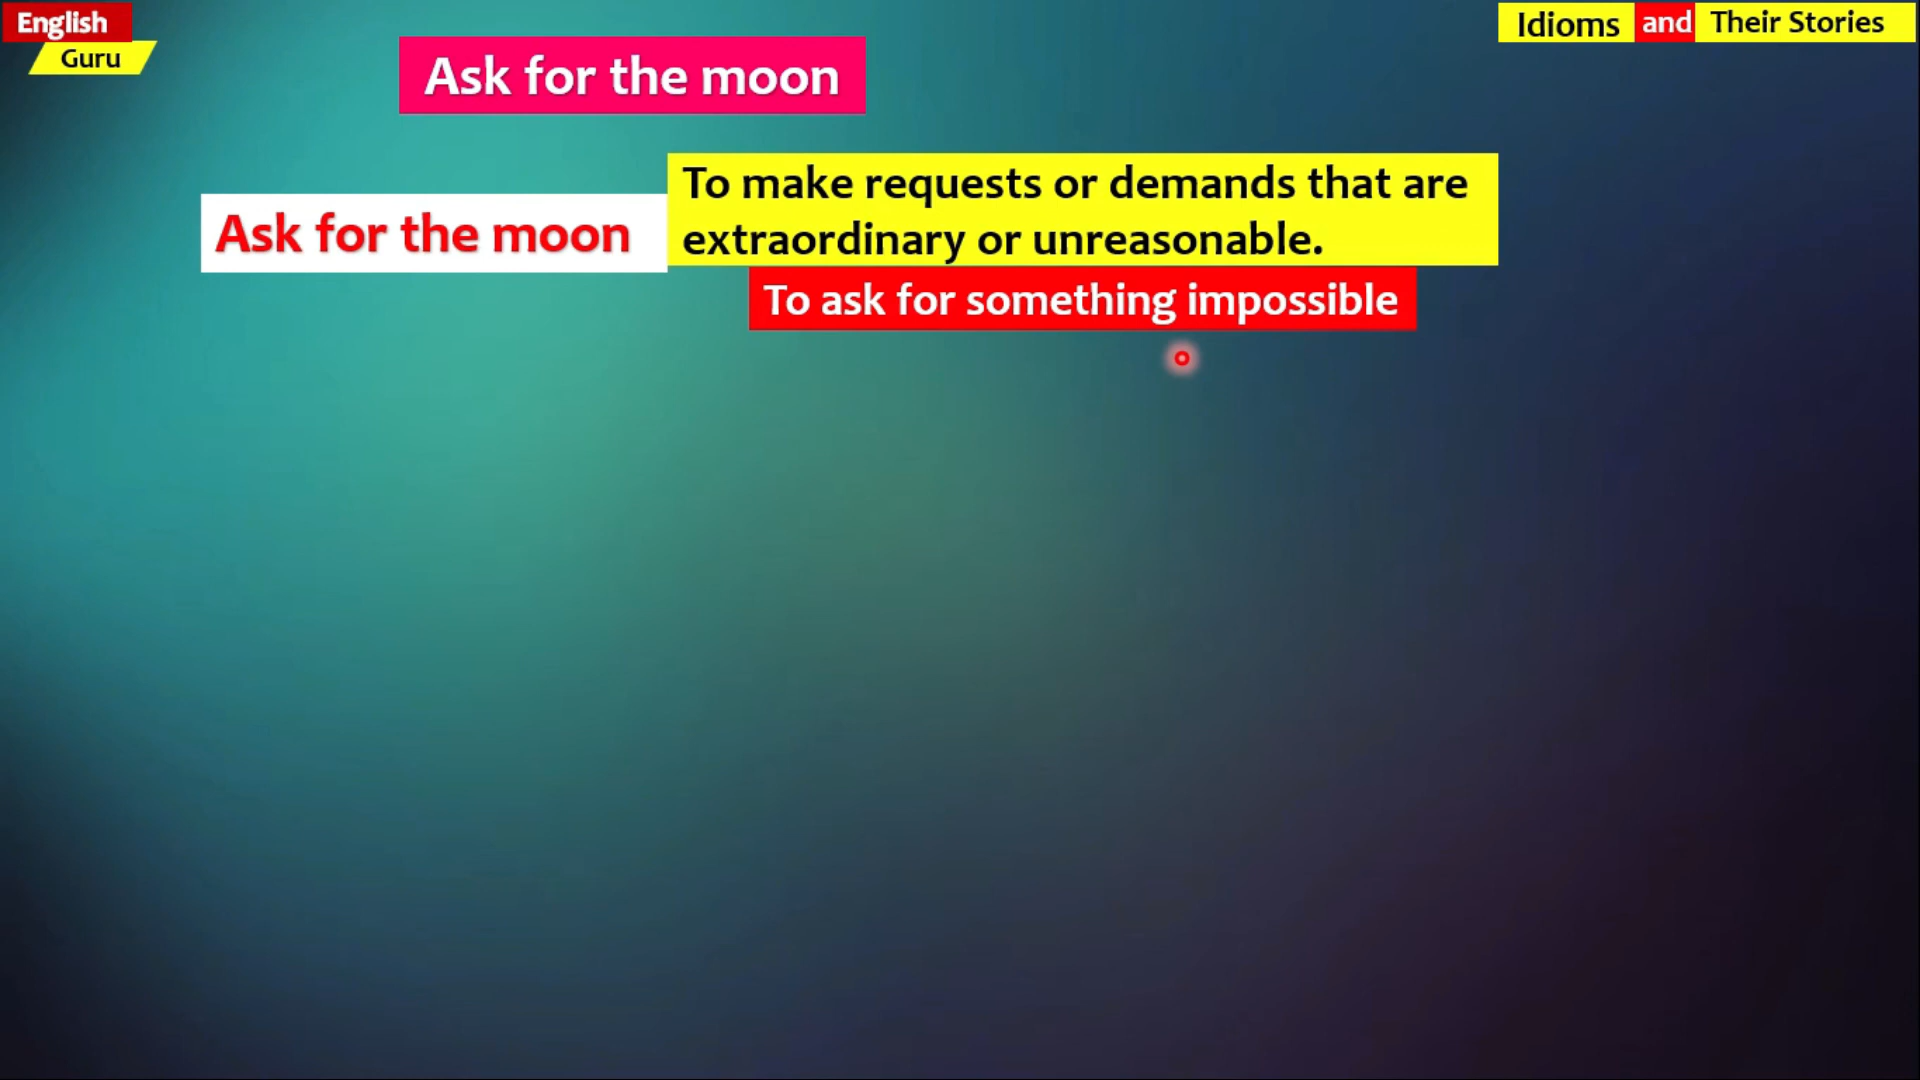 English
Guru
Idioms and Their Stories
Ask for the moon
Ask for the moon
To make requests or demands that are
extraordinary or unreasonable.
To ask for something impossible